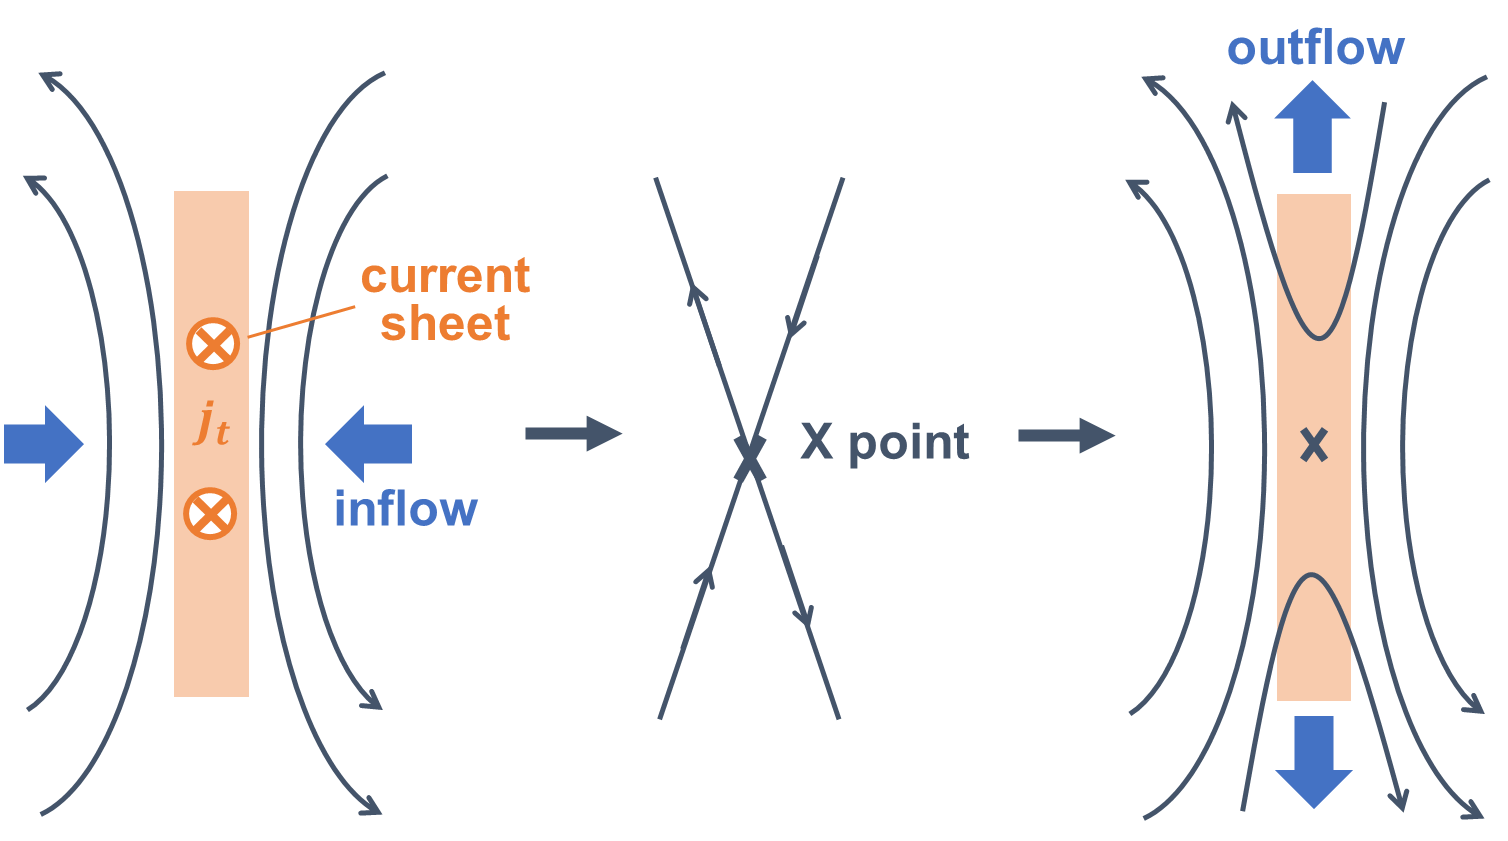 outflow
current
sheet
j_t
inflow
X point
x